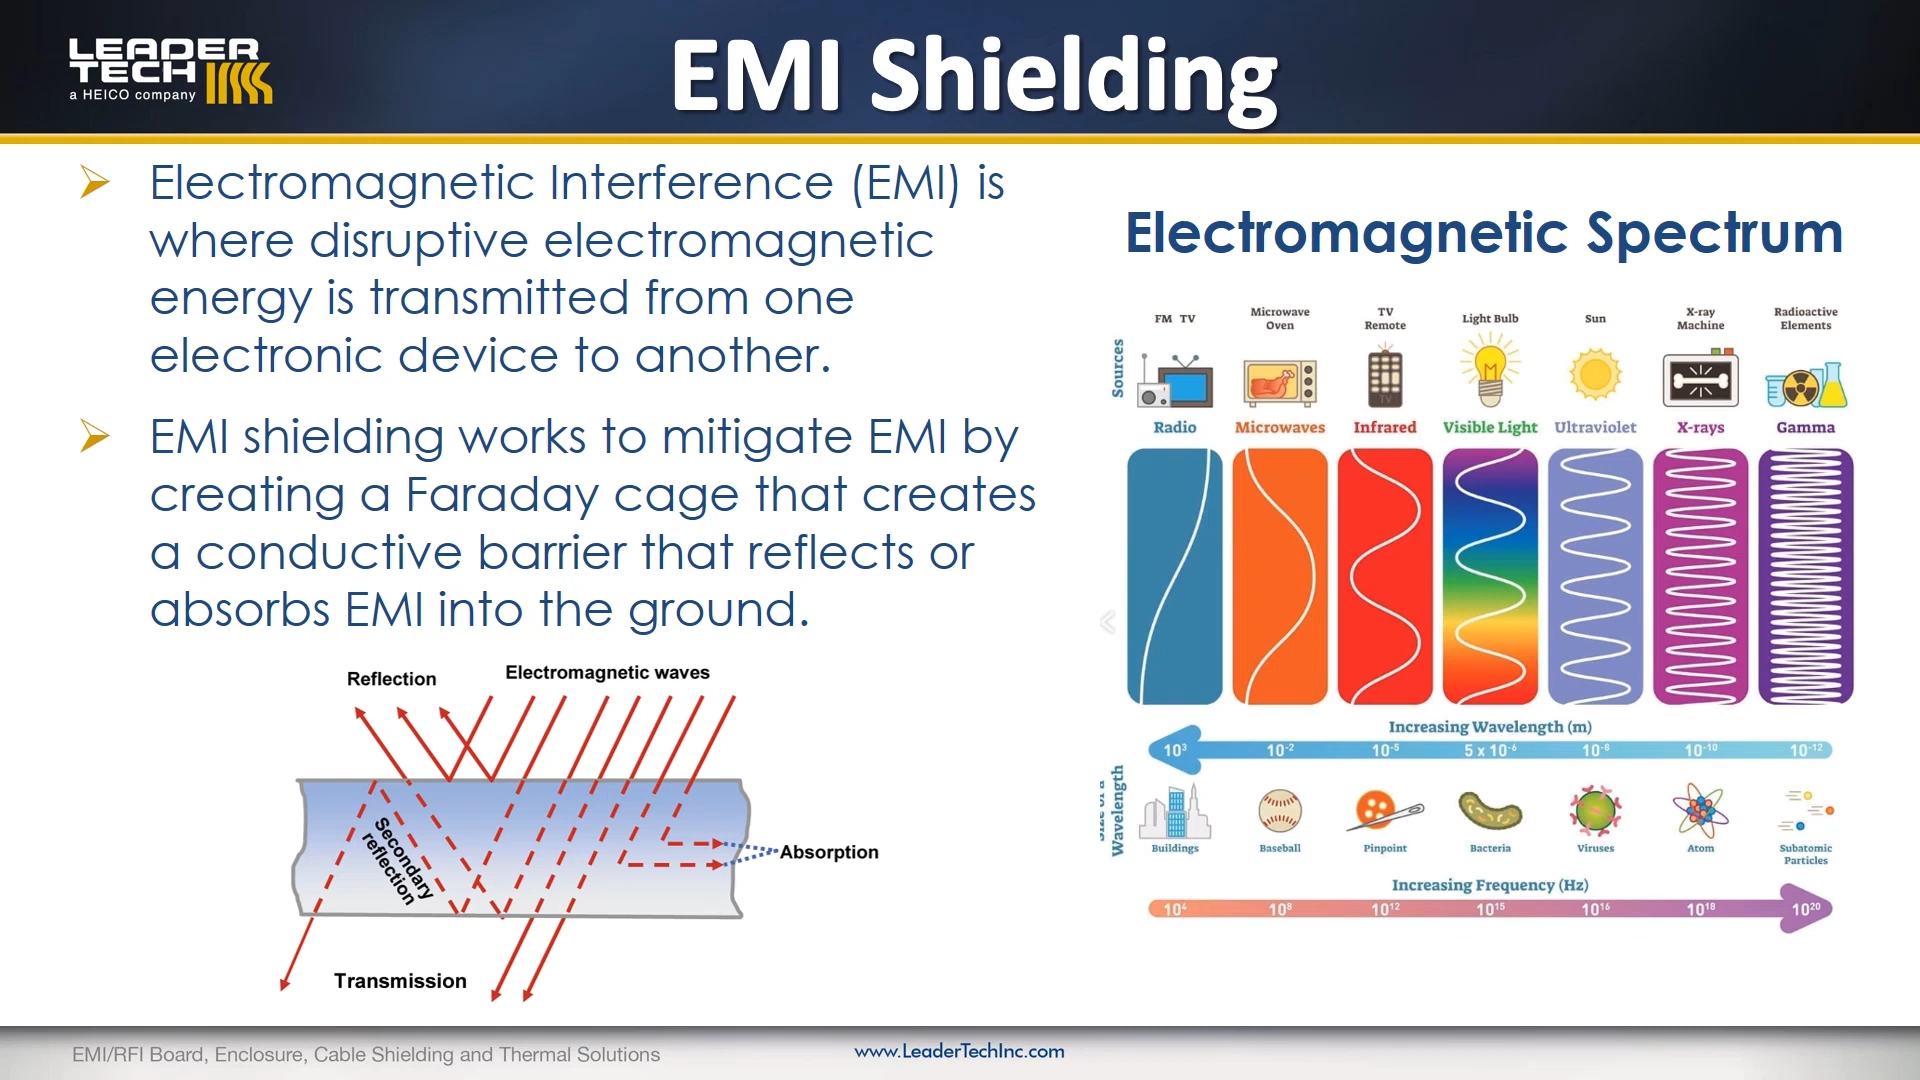 LEADER
TECH
a HEICO company
EMI Shielding
Electromagnetic Interference (EMI) is
where disruptive electromagnetic
energy is transmitted from one
electronic device to another.
EMI shielding works to mitigate EMI by
creating a Faraday cage that creates
a conductive barrier that reflects or
absorbs EMI into the ground.
Reflection
Electromagnetic waves
Secondary
reflection
Absorption
Transmission
Electromagnetic Spectrum
Sources
FM TV
Microwave
Oven
TV
Remote
Light Bulb
Sun
X-ray
Machine
Radioactive
Elements
TV
Radio
Microwaves
Infrared
Visible Light
Ultraviolet
X-rays
Gamma
Increasing Wavelength (m)
10³
10⁻²
10⁻⁵
5 x 10⁻⁶
10⁻⁸
10⁻¹⁰
10⁻¹²
Wavelength
Buildings
Baseball
Pinpoint
Bacteria
Viruses
Atom
Subatomic
Particles
Increasing Frequency (Hz)
10⁴
10⁸
10¹²
10¹⁵
10¹⁶
10¹⁸
10²⁰
EMI/RFI Board, Enclosure, Cable Shielding and Thermal Solutions
www.LeaderTechInc.com